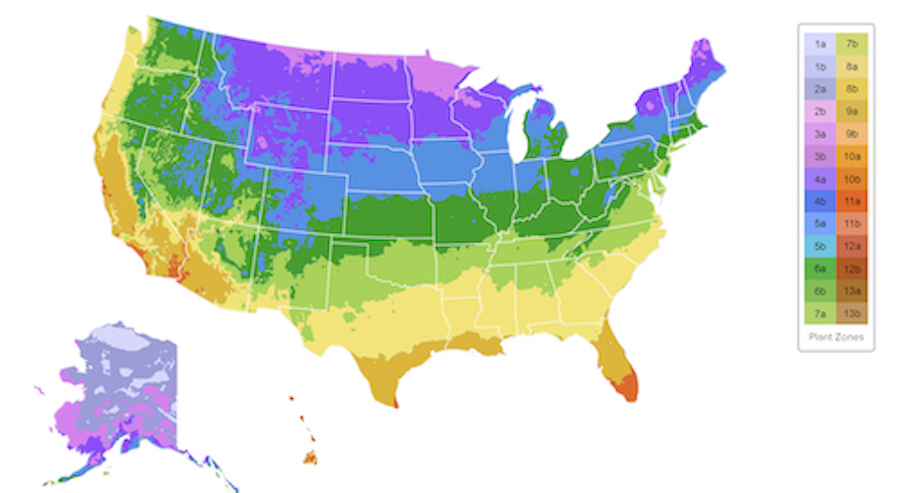 1a 7b
1b 8a
2a 8b
2b 9a
3a 9b
3b 10a
4a 10b
4b 11a
5a 11b
5b 12a
6a 12b
6b 13a
7a 13b
Plant Zones